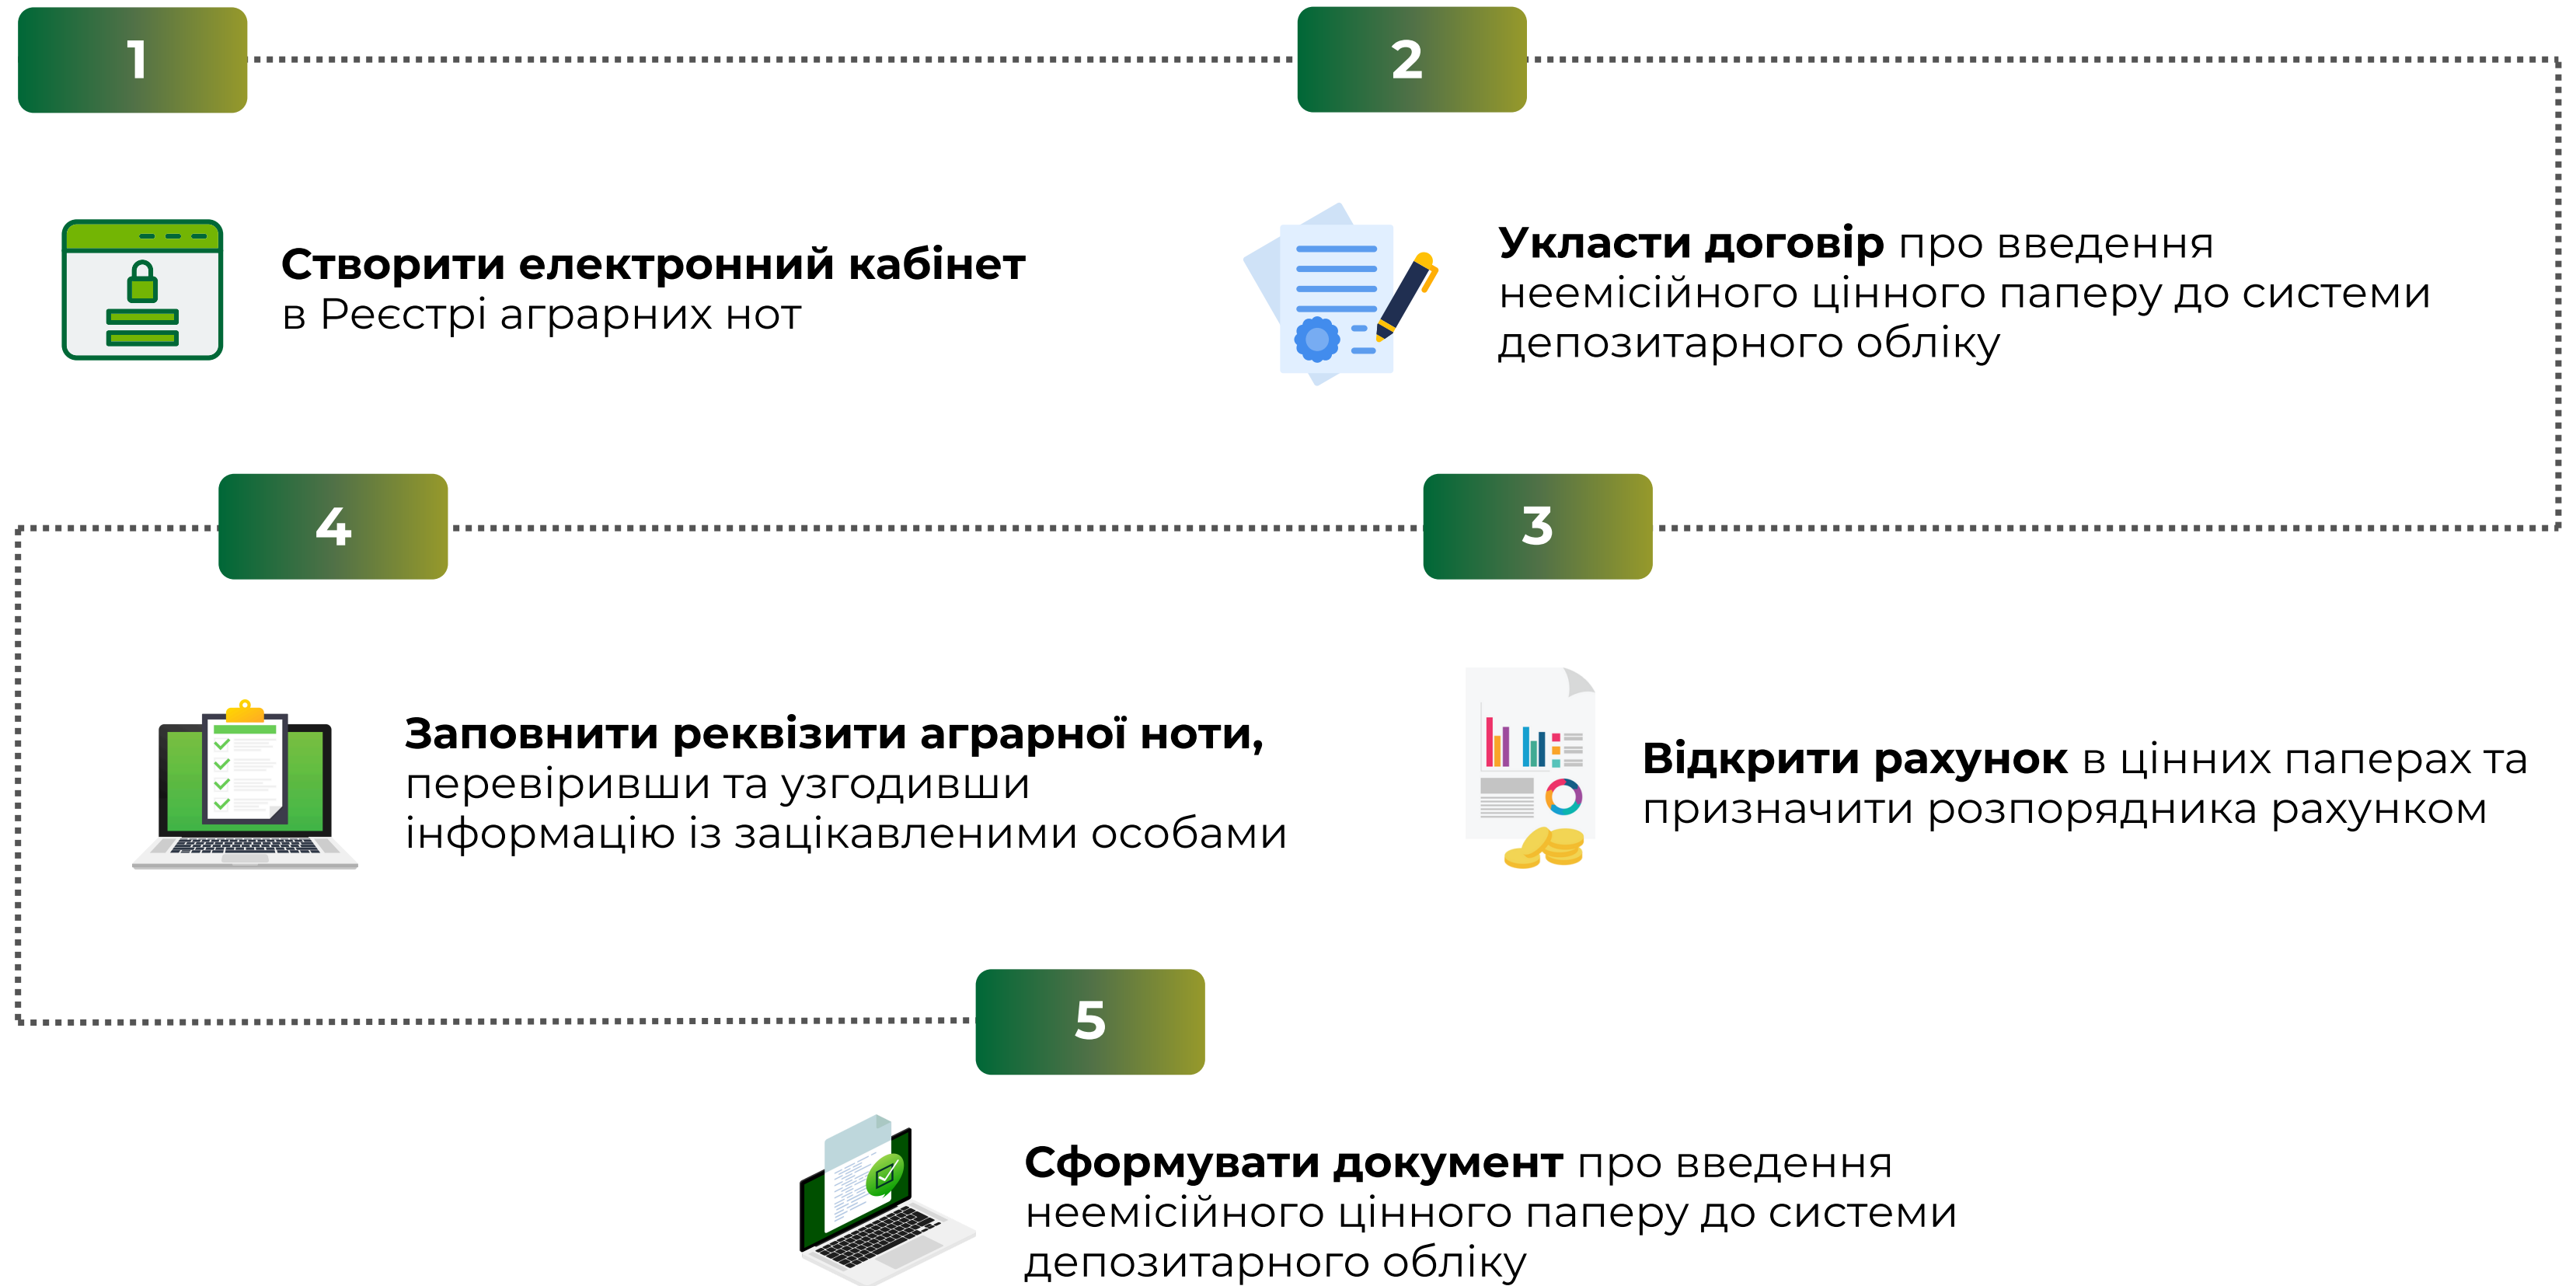 1
Створити електронний кабінет
в Реєстрі аграрних нот
2
Укласти договір про введення
неемісійного цінного паперу до системи
депозитарного обліку
3
Відкрити рахунок в цінних паперах та
призначити розпорядника рахунком
4
Заповнити реквізити аграрної ноти,
перевіривши та узгодивши
інформацію із зацікавленими особами
5
Сформувати документ про введення
неемісійного цінного паперу до системи
депозитарного обліку